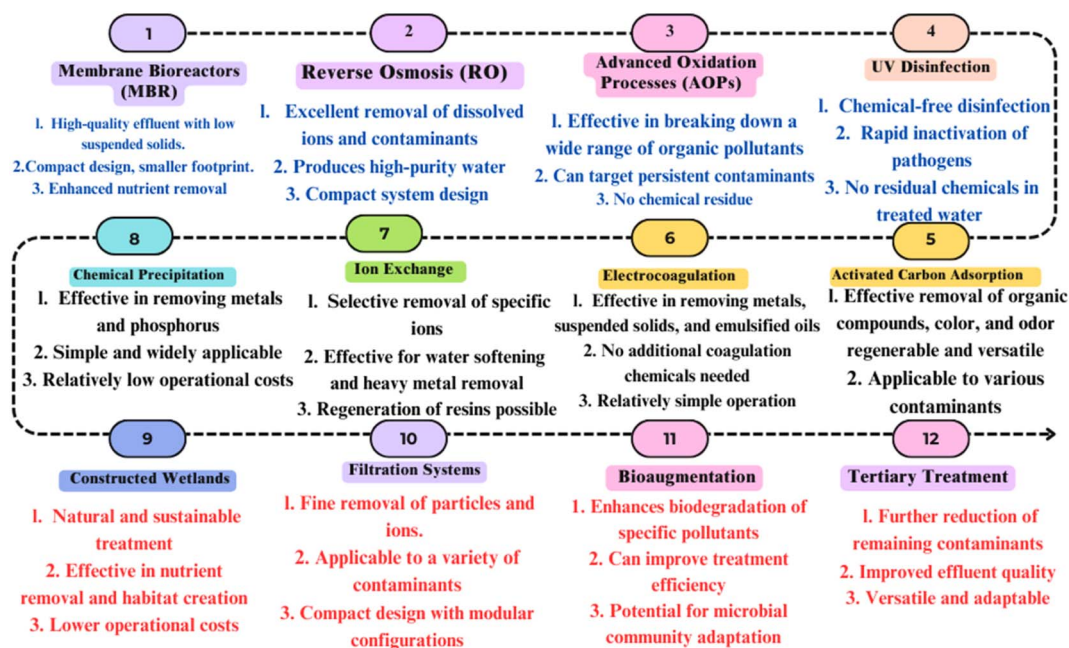 1
Membrane Bioreactors
(MBR)
1. High-quality effluent with low
suspended solids.
2.Compact design, smaller footprint.
3. Enhanced nutrient removal
2
Reverse Osmosis (RO)
1. Excellent removal of dissolved
ions and contaminants
2. Produces high-purity water
3. Compact system design
3
Advanced Oxidation
Processes (AOPs)
1. Effective in breaking down a
wide range of organic pollutants
2. Can target persistent contaminants
3. No chemical residue
4
UV Disinfection
1. Chemical-free disinfection
2. Rapid inactivation of
pathogens
3. No residual chemicals in
treated water
8
Chemical Precipitation
1. Effective in removing metals
and phosphorus
2. Simple and widely applicable
3. Relatively low operational costs
7
Ion Exchange
1. Selective removal of specific
ions
2. Effective for water softening
and heavy metal removal
3. Regeneration of resins possible
6
Electrocoagulation
1. Effective in removing metals,
suspended solids, and emulsified oils
2. No additional coagulation
chemicals needed
3. Relatively simple operation
5
Activated Carbon Adsorption
1. Effective removal of organic
compounds, color, and odor
regenerable and versatile
2. Applicable to various
contaminants
9
Constructed Wetlands
1. Natural and sustainable
treatment
2. Effective in nutrient
removal and habitat creation
3. Lower operational costs
10
Filtration Systems
1. Fine removal of particles and
ions.
2. Applicable to a variety of
contaminants
3. Compact design with modular
configurations
11
Bioaugmentation
1. Enhances biodegradation of
specific pollutants
2. Can improve treatment
efficiency
3. Potential for microbial
community adaptation
12
Tertiary Treatment
1. Further reduction of
remaining contaminants
2. Improved effluent quality
3. Versatile and adaptable